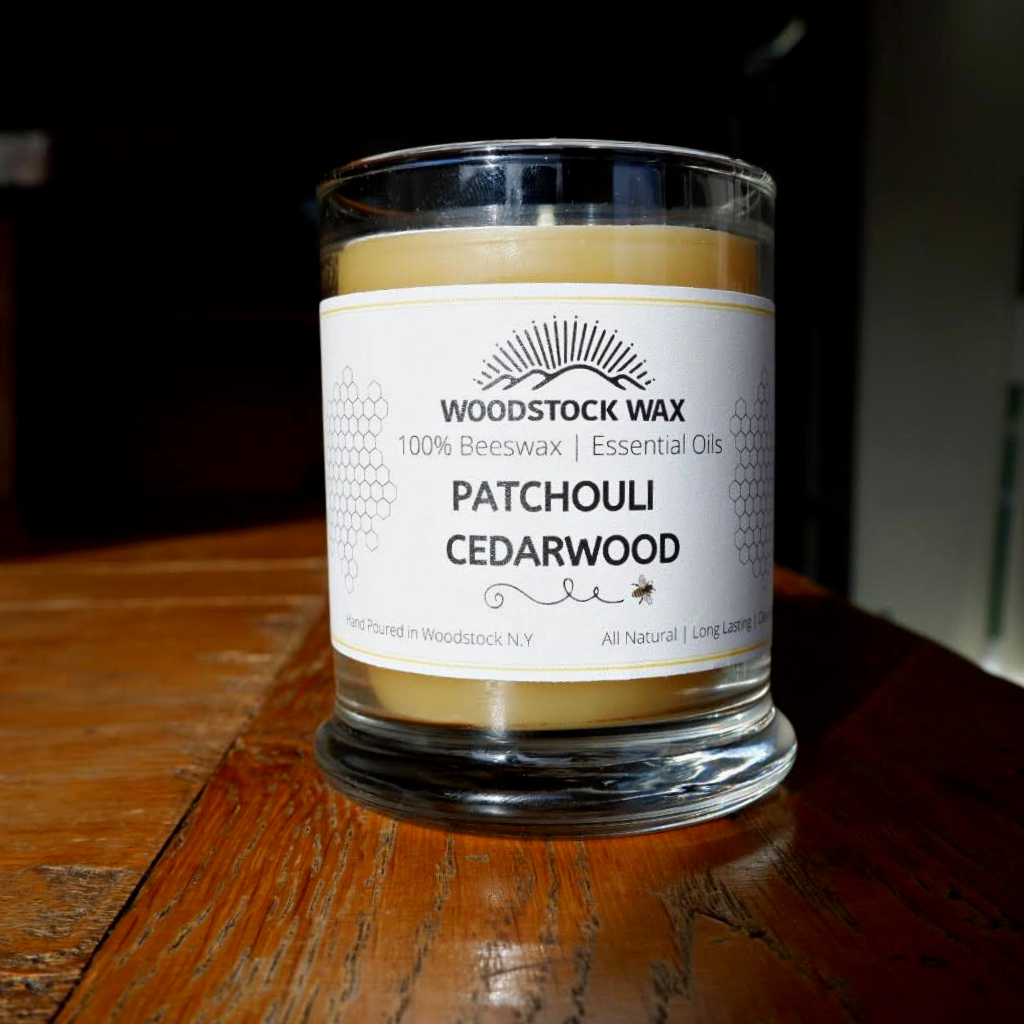 WOODSTOCK WAX
100% Beeswax | Essential Oils
PATCHOULI
CEDARWOOD
Hand Poured in Woodstock N.Y
All Natural | Long Lasting |